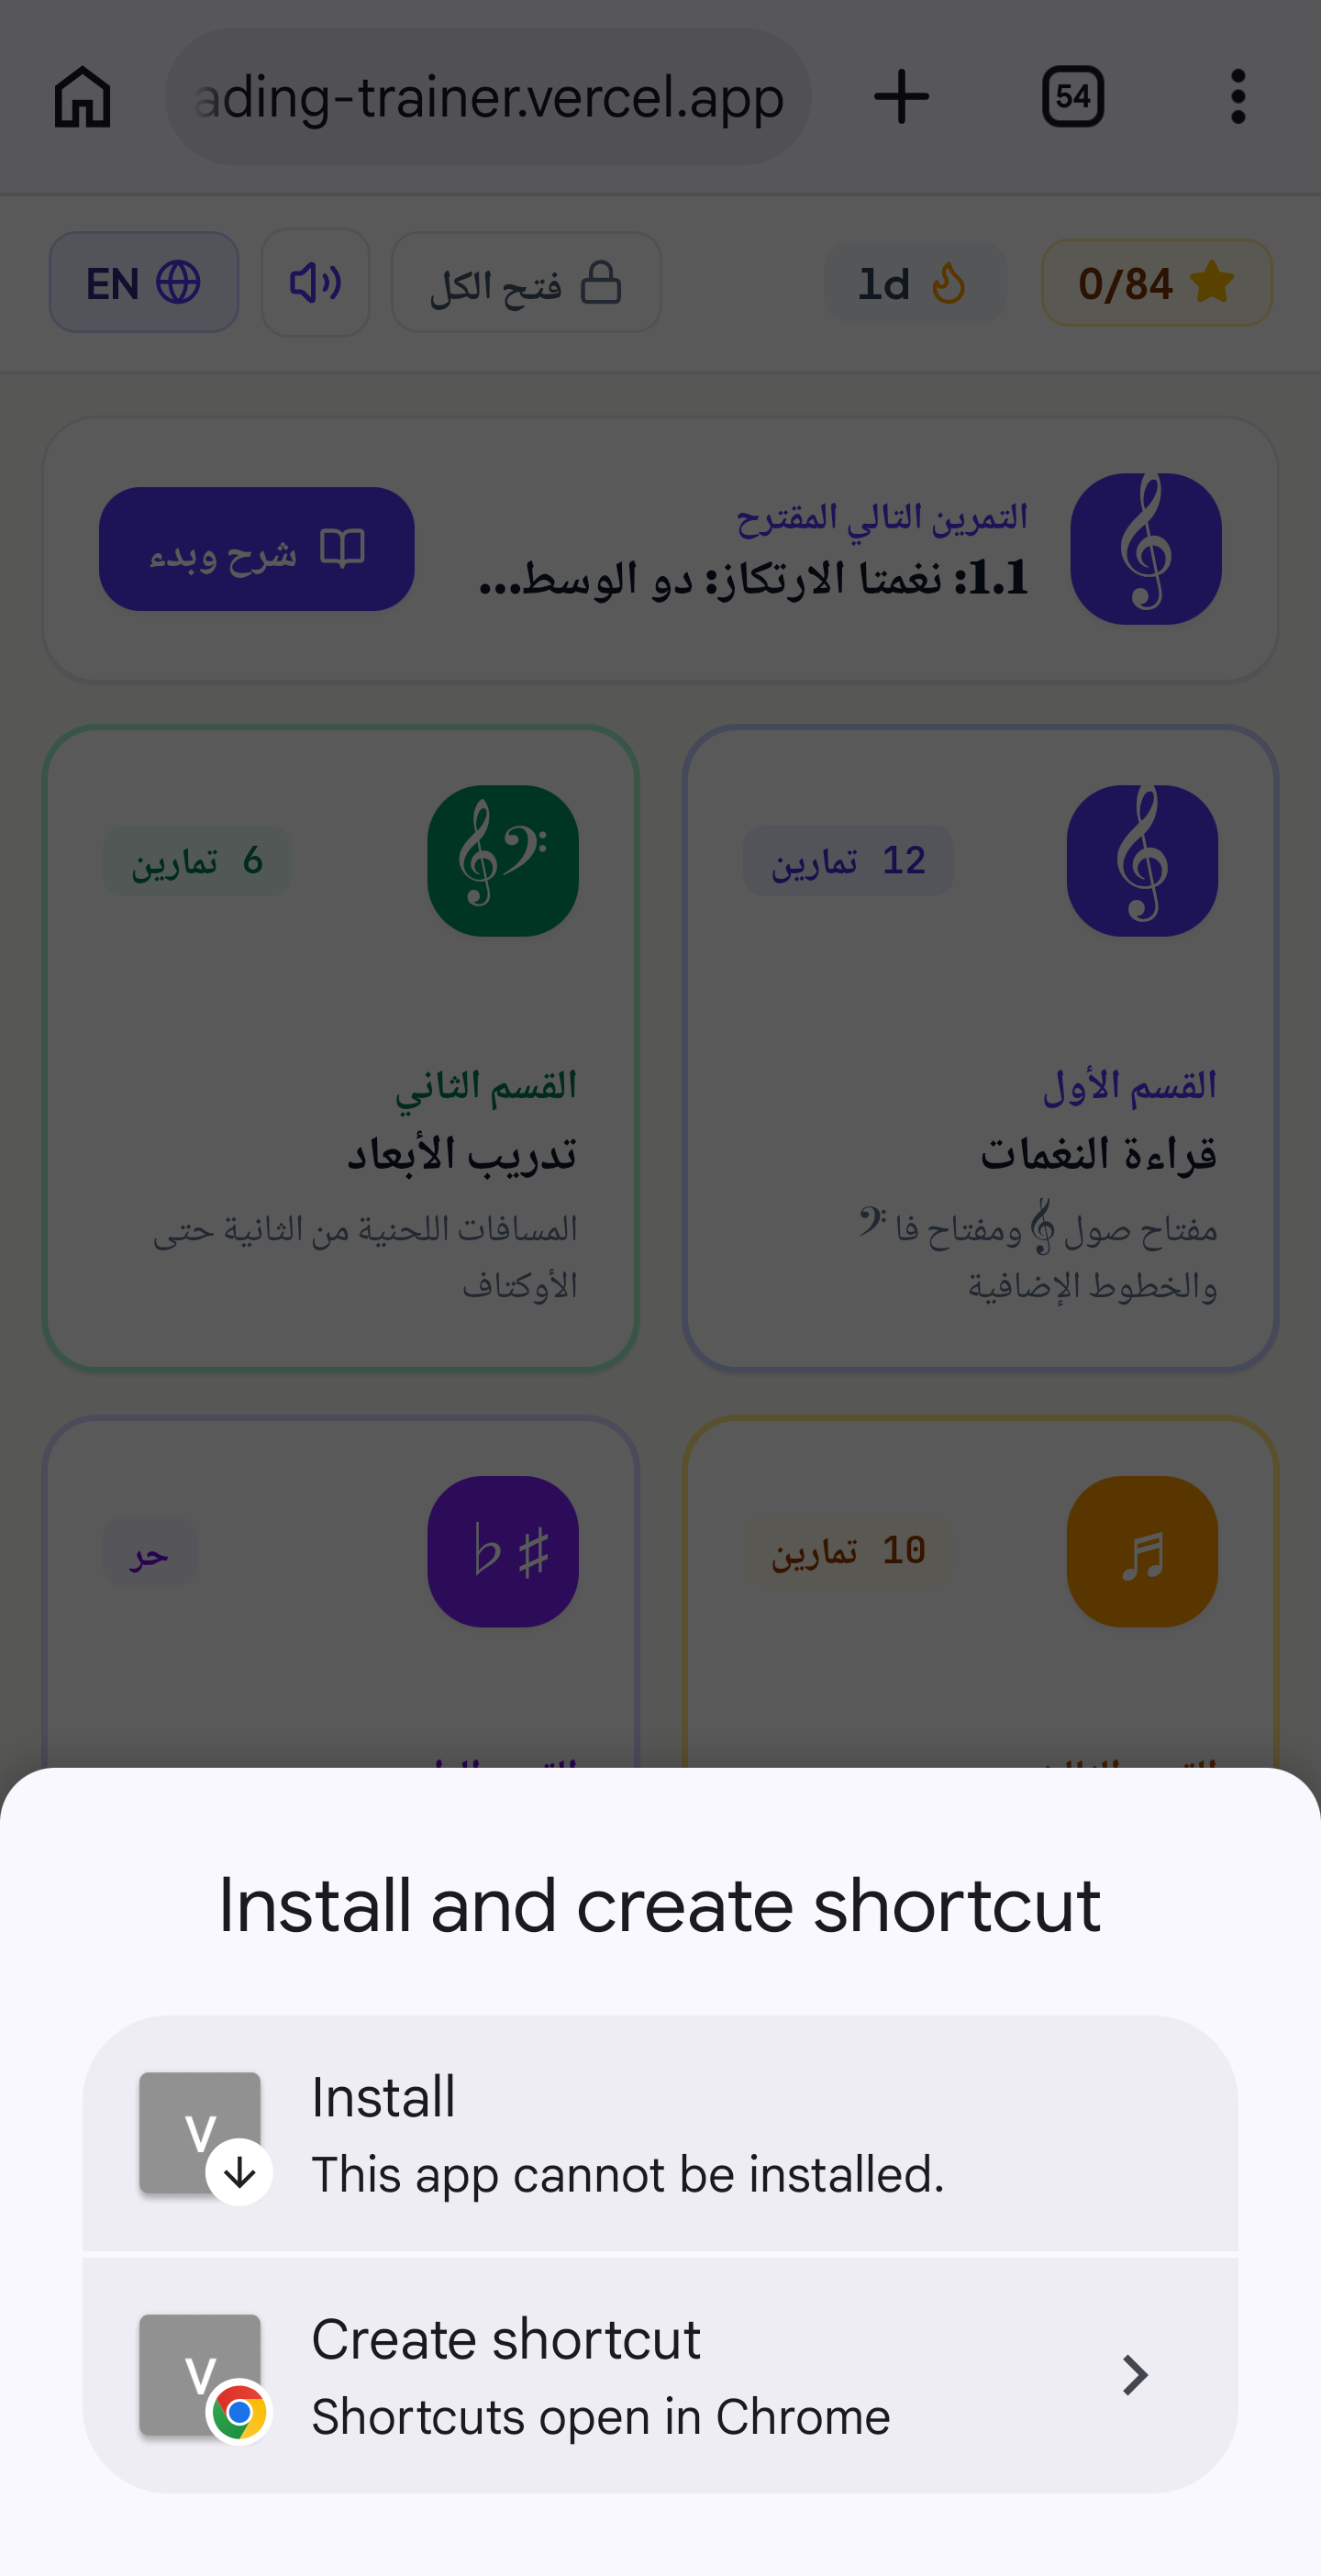 ading-trainer.vercel.app
54
0/84
1d
فتح الكل
EN
التمرين التالي المقترح
1.1: نغمتا الارتكاز: دو الوسط...
شرح وبدء
12 تمارين
القسم الأول
قراءة النغمات
مفتاح صول 𝄞 ومفتاح فا 𝄢
والخطوط الإضافية
6 تمارين
القسم الثاني
تدريب الأبعاد
المسافات اللحنية من الثانية حتى
الأوكتاف
10 تمارين
حر
Install and create shortcut
V
Install
This app cannot be installed.
V
Create shortcut
Shortcuts open in Chrome